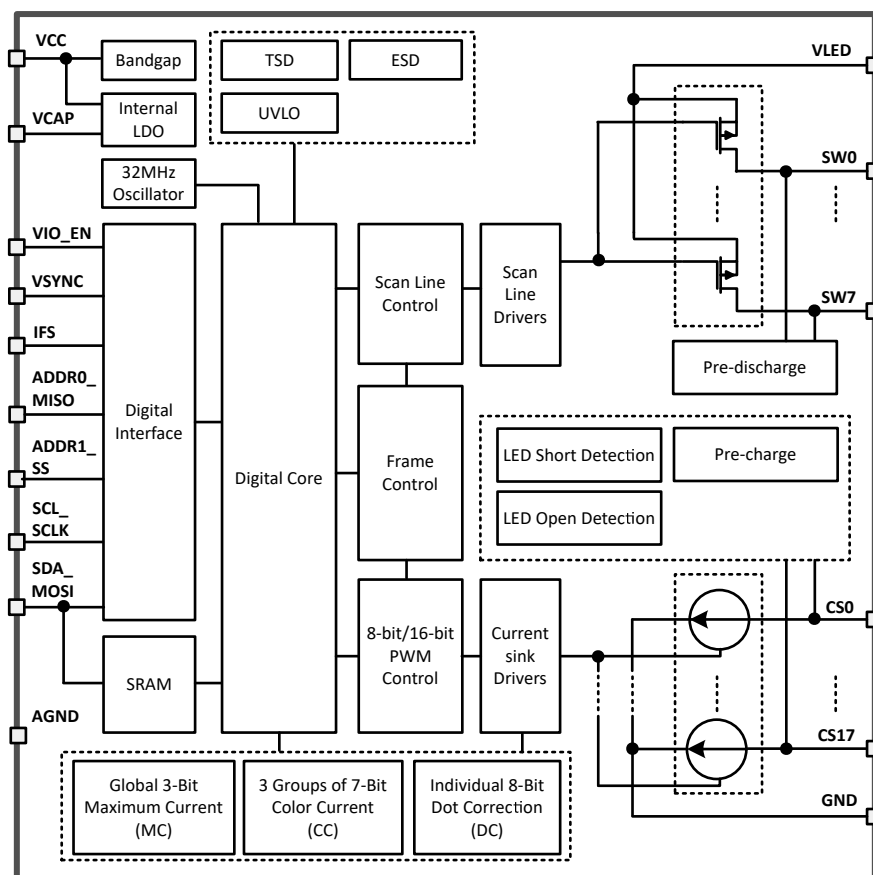 VCC
VCAP
Bandgap
Internal
LDO
32MHz
Oscillator
TSD
ESD
UVLO
VLED
SW0
SW7
VIO_EN
VSYNC
IFS
ADDR0_
MISO
ADDR1_
SS
SCL_
SCLK
SDA_
MOSI
AGND
Digital
Interface
SRAM
Digital Core
Scan Line
Control
Scan
Line
Drivers
Frame
Control
8-bit/16-bit
PWM
Control
Current
sink
Drivers
Pre-discharge
LED Short Detection
Pre-charge
LED Open Detection
CS0
CS17
GND
Global 3-Bit
Maximum Current
(MC)
3 Groups of 7-Bit
Color Current
(CC)
Individual 8-Bit
Dot Correction
(DC)